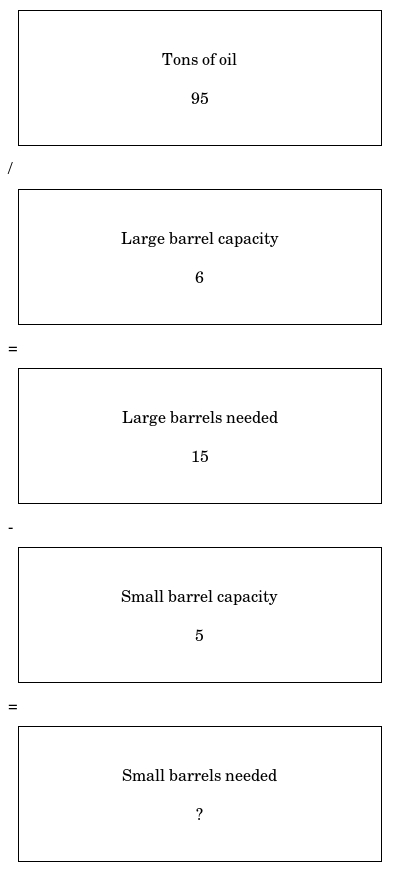 Tons of oil
95
/
Large barrel capacity
6
=
Large barrels needed
15
-
Small barrel capacity
5
=
Small barrels needed
?